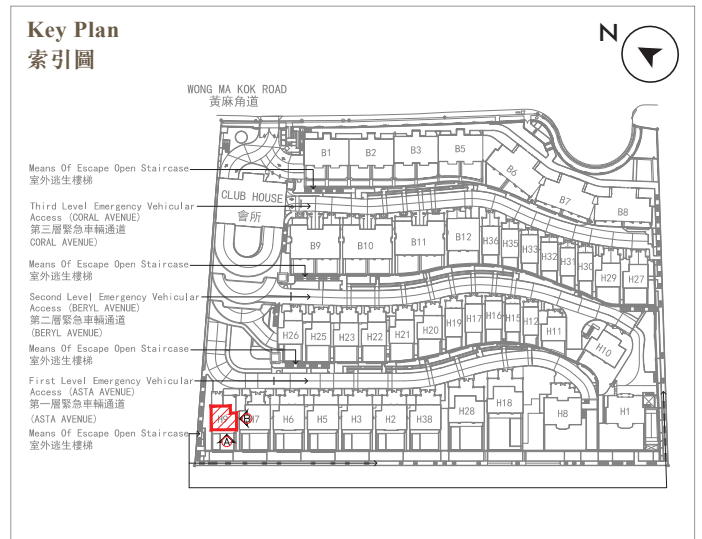 Key Plan
索引圖
N
WONG MA KOK ROAD
黃麻角道
Means Of Escape Open Staircase
室外逃生樓梯
Third Level Emergency Vehicular
Access (CORAL AVENUE)
第三層緊急車輛通道
CORAL AVENUE)
Means Of Escape Open Staircase
室外逃生樓梯
Second Level Emergency Vehicular
Access (BERYL AVENUE)
第二層緊急車輛通道
(BERYL AVENUE)
Means Of Escape Open Staircase
室外逃生樓梯
First Level Emergency Vehicular
Access (ASTA AVENUE)
第一層緊急車輛通道
(ASTA AVENUE)
Means Of Escape Open Staircase
室外逃生樓梯
CLUB HOUSE
會所
B1 B2 B3 B5
B6 B7 B8
B9 B10 B11 B12 H36 H35 H33 H32 H31 H30 H29 H27
H26 H25 H23 H22 H21 H20 H19 H17 H16 H15 H12 H11 H10
H7 H6 H5 H3 H2 H38 H28 H18 H8 H1
A
B